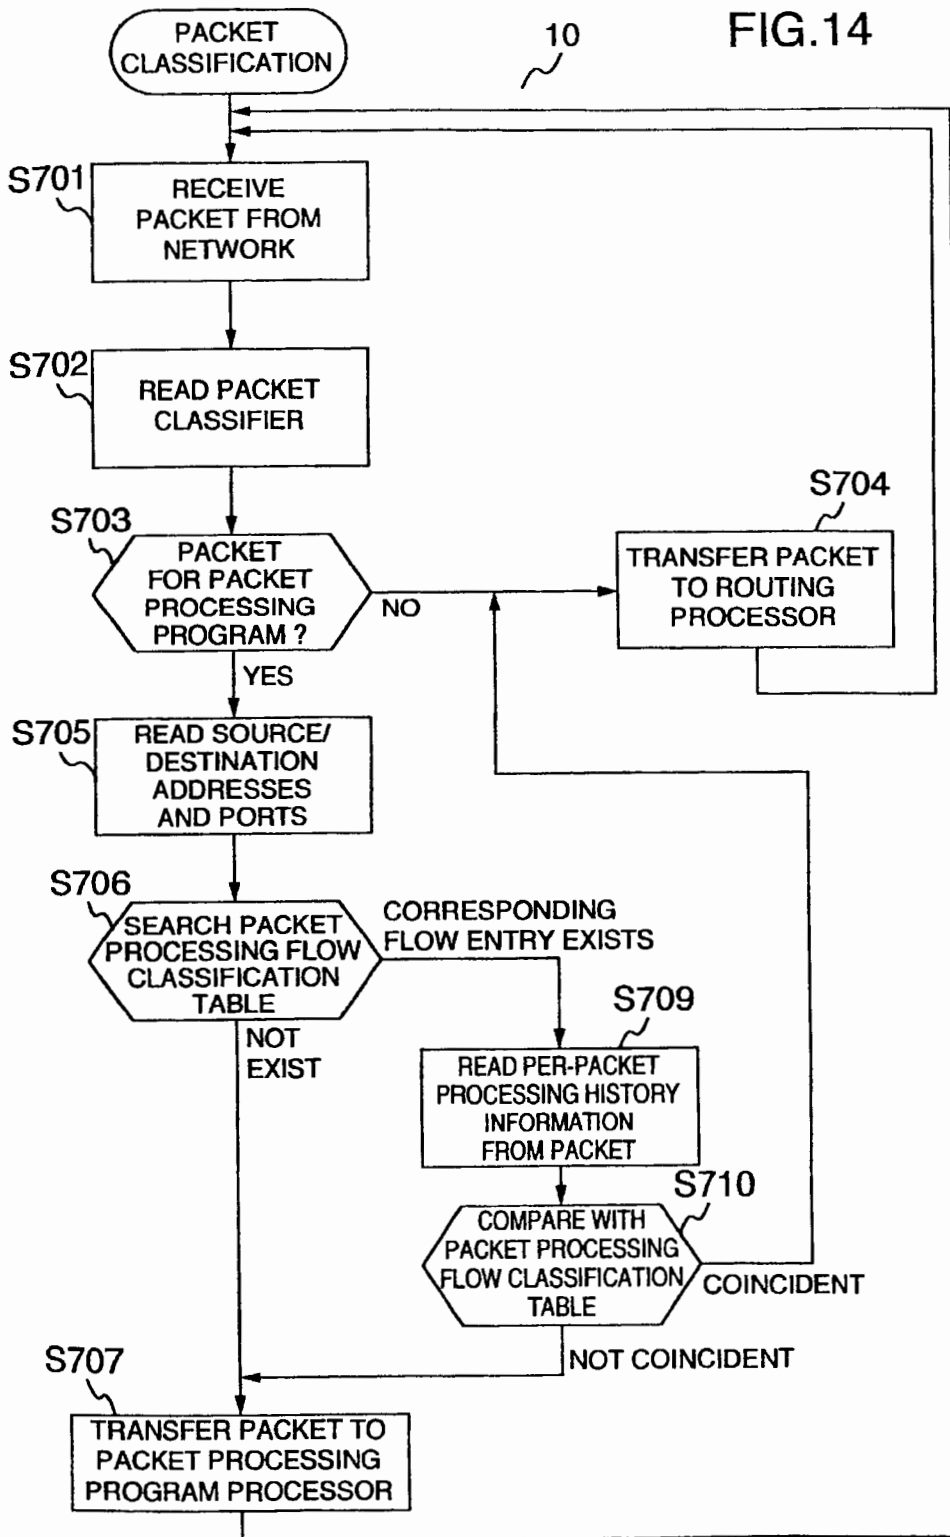 FIG.14
10
PACKET
CLASSIFICATION
S701
RECEIVE
PACKET FROM
NETWORK
S702
READ PACKET
CLASSIFIER
S703
PACKET
FOR PACKET
PROCESSING
PROGRAM ?
NO
YES
S704
TRANSFER PACKET
TO ROUTING
PROCESSOR
S705
READ SOURCE/
DESTINATION
ADDRESSES
AND PORTS
S706
SEARCH PACKET
PROCESSING FLOW
CLASSIFICATION
TABLE
CORRESPONDING
FLOW ENTRY EXISTS
NOT
EXIST
S709
READ PER-PACKET
PROCESSING HISTORY
INFORMATION
FROM PACKET
S710
COMPARE WITH
PACKET PROCESSING
FLOW CLASSIFICATION
TABLE
COINCIDENT
NOT COINCIDENT
S707
TRANSFER PACKET TO
PACKET PROCESSING
PROGRAM PROCESSOR